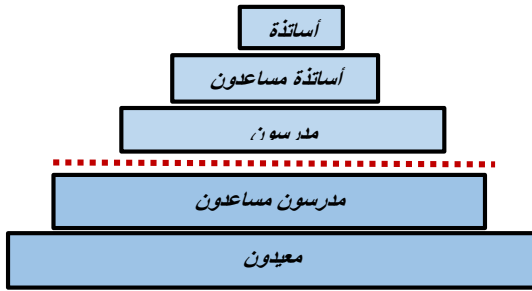 أساتذة
أساتذة مساعدون
مدرسون
مدرسون مساعدون
معيدون